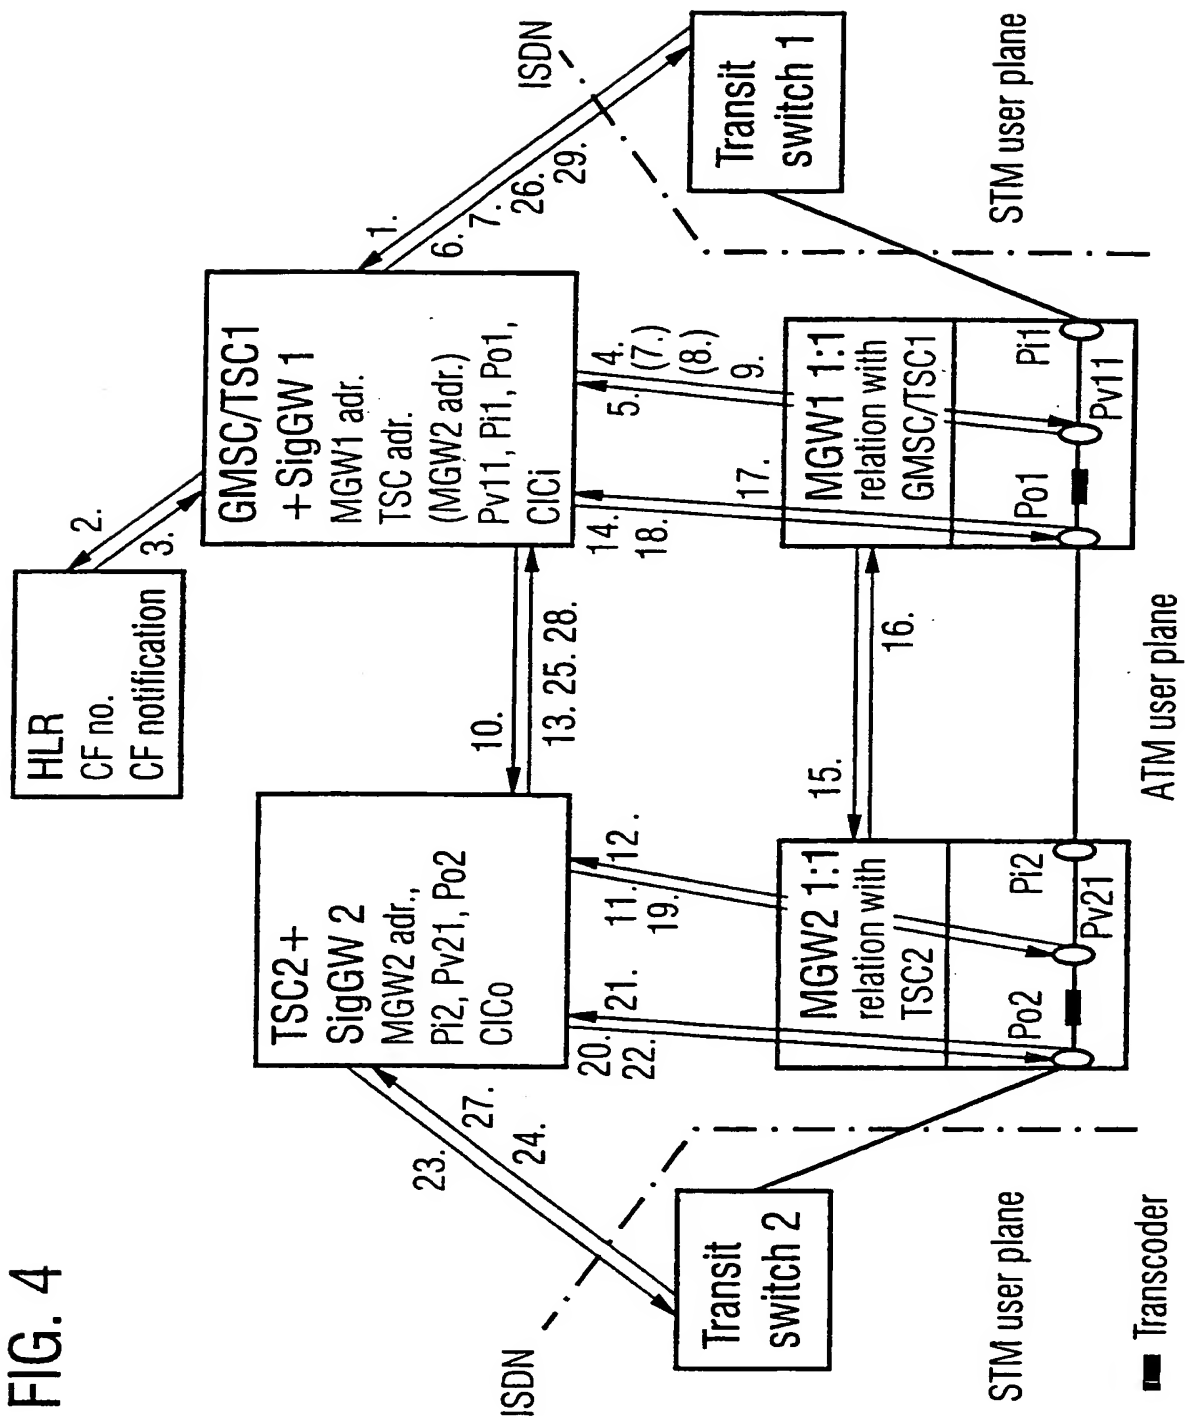 FIG. 4
HLR
CF no.
CF notification
2.
3.
ISDN
ISDN
TSC2+
SigGW 2
MGW2 adr.,
Pi2, Pv21, Po2
CICo
GMSC/TSC1
+SigGW 1
MGW1 adr.
TSC adr.
(MGW2 adr.)
Pv11, Pi1, Po1,
CICi
1.
6.
7.
26.
29.
10.
13. 25. 28.
23.
27.
24.
20.
22.
21.
11.
19.
12.
14.
18.
17.
5.
4.
(7.)
(8.)
9.
15.
16.
Transit
switch 2
Transit
switch 1
MGW2 1:1
relation with
TSC2
Po2
Pi2
Pv21
MGW1 1:1
relation with
GMSC/TSC1
Po1
Pi1
Pv11
STM user plane
ATM user plane
STM user plane
Transcoder